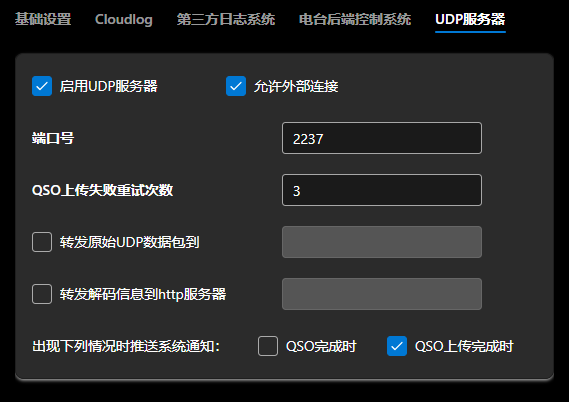 基础设置 Cloudlog 第三方日志系统 电台后端控制系统 UDP服务器
启用UDP服务器 允许外部连接
端口号 2237
QSO上传失败重试次数 3
转发原始UDP数据包到
转发解码信息到http服务器
出现下列情况时推送系统通知： QSO完成时 QSO上传完成时